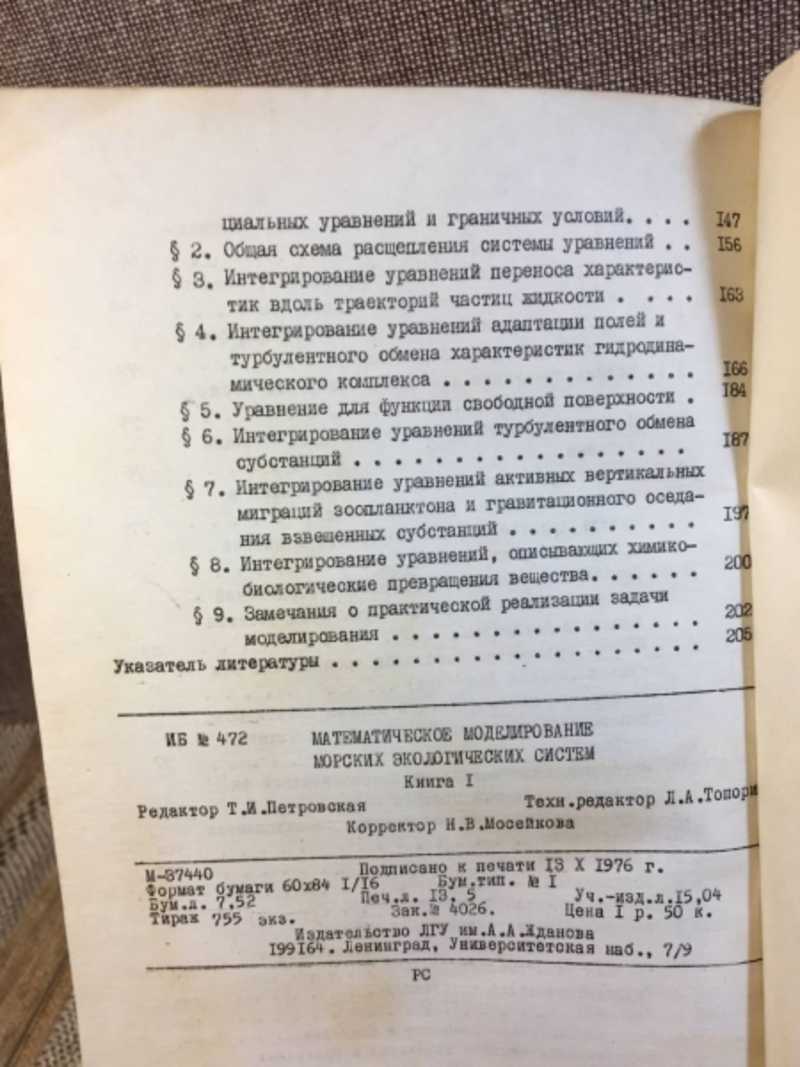 циальных уравнений и граничных условий. . . . I47
§ 2. Общая схема расщепления системы уравнений . . I56
§ 3. Интегрирование уравнений переноса характерис-
тик вдоль траекторий частиц жидкости . . . . I63
§ 4. Интегрирование уравнений адаптации полей и
турбулентного обмена характеристик гидродина-
мического комплекса . . . . . . . . . . . . . I66
§ 5. Уравнение для функции свободной поверхности . I84
§ 6. Интегрирование уравнений турбулентного обмена
субстанций . . . . . . . . . . . . . . . . . I87
§ 7. Интегрирование уравнений активных вертикальных
миграций зоопланктона и гравитационного оседа-
ния взвешенных субстанций . . . . . . . . . . I97
§ 8. Интегрирование уравнений, описывающих химико-
биологические превращения вещества. . . . . . 200
§ 9. Замечания о практической реализации задачи
моделирования . . . . . . . . . . . . . . . . 202
Указатель литературы . . . . . . . . . . . . . . . . . . . 205
ИБ № 472 МАТЕМАТИЧЕСКОЕ МОДЕЛИРОВАНИЕ
МОРСКИХ ЭКОЛОГИЧЕСКИХ СИСТЕМ
Книга I
Редактор Т.И.Петровская Техн.редактор Л.А.Топори
Корректор Н.В.Мосейкова
М-37440 Подписано к печати I3 X I976 г.
Формат бумаги 60x84 I/I6 Бум.тип. № I
Бум.л. 7,52 Печ.л. I3, 5 Уч.-изд.л.I5,04
Тираж 755 экз. Зак.№ 4026. Цена I р. 50 к.
Издательство ЛГУ им.А.А.Жданова
I99I64. Ленинград, Университетская наб., 7/9
РС